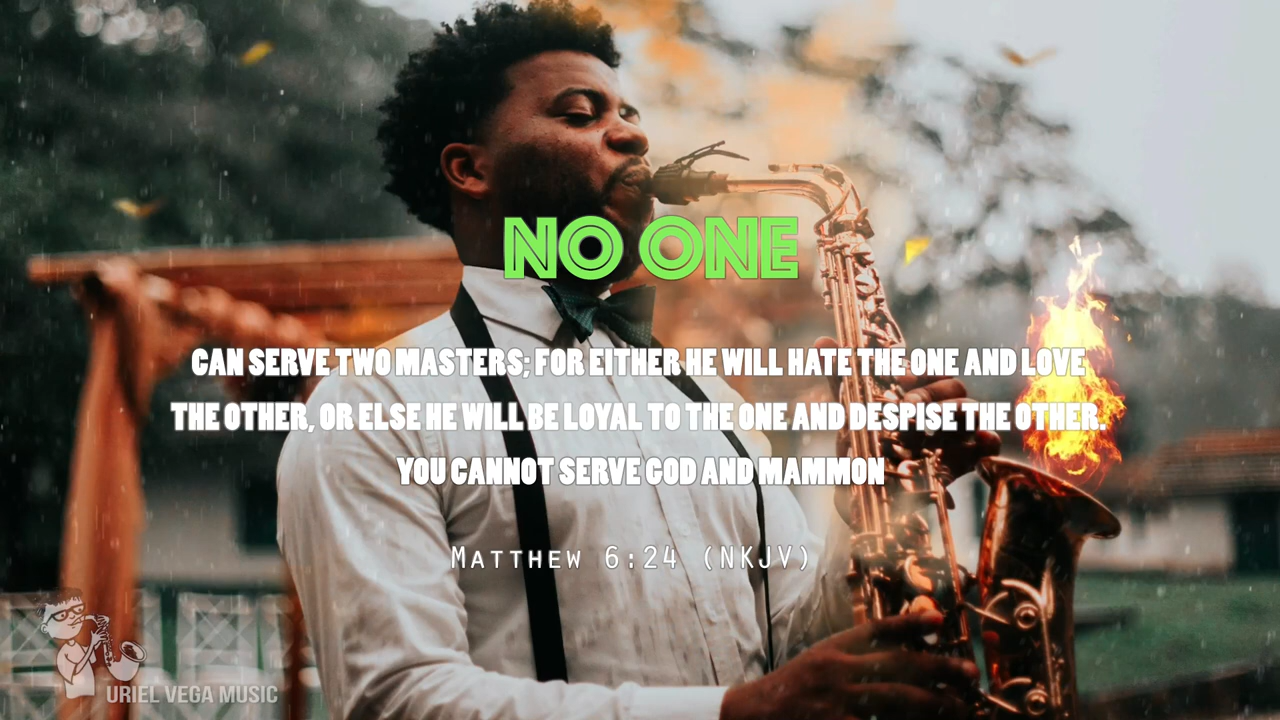 NO ONE
CAN SERVE TWO MASTERS; FOR EITHER HE WILL HATE THE ONE AND LOVE
THE OTHER, OR ELSE HE WILL BE LOYAL TO THE ONE AND DESPISE THE OTHER.
YOU CANNOT SERVE GOD AND MAMMON
Matthew 6:24 (NKJV)
URIEL VEGA MUSIC